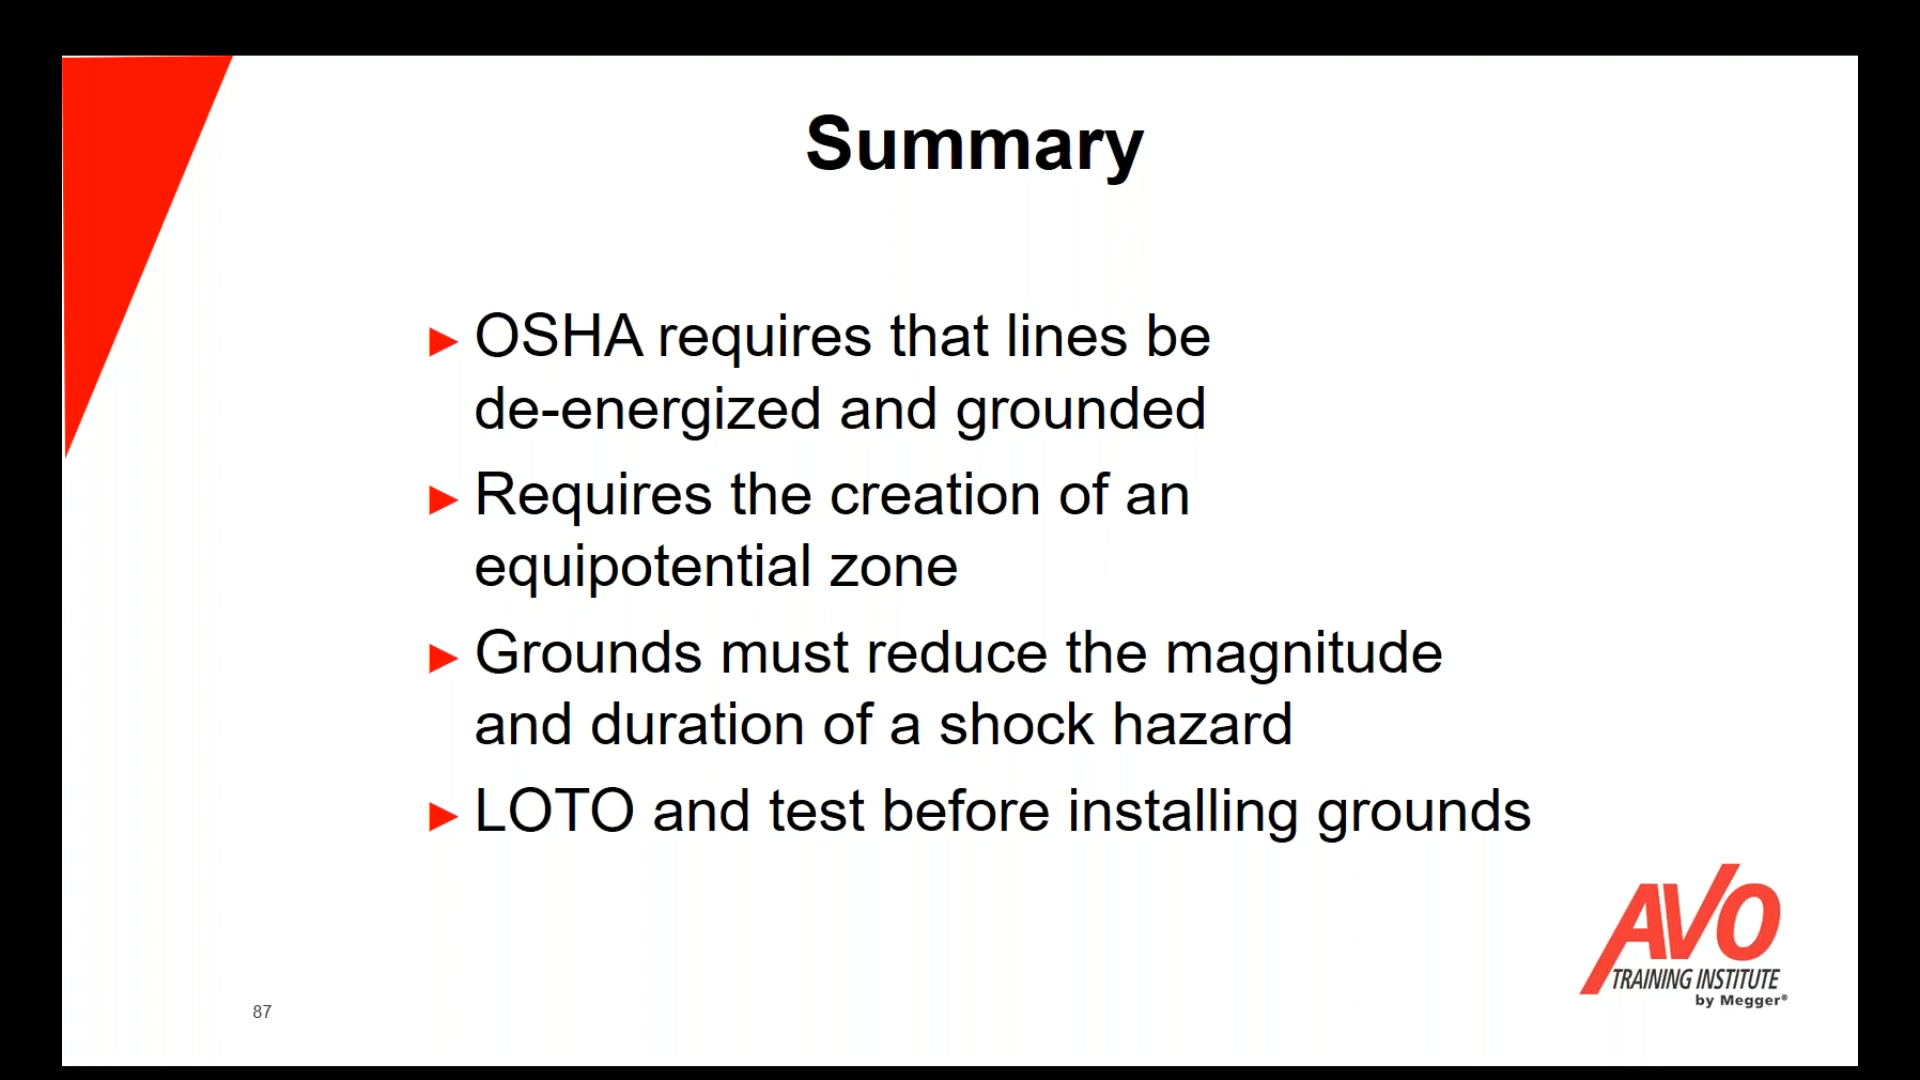 Summary
► OSHA requires that lines be
de-energized and grounded
► Requires the creation of an
equipotential zone
► Grounds must reduce the magnitude
and duration of a shock hazard
► LOTO and test before installing grounds
AVO
TRAINING INSTITUTE
by Megger®
87